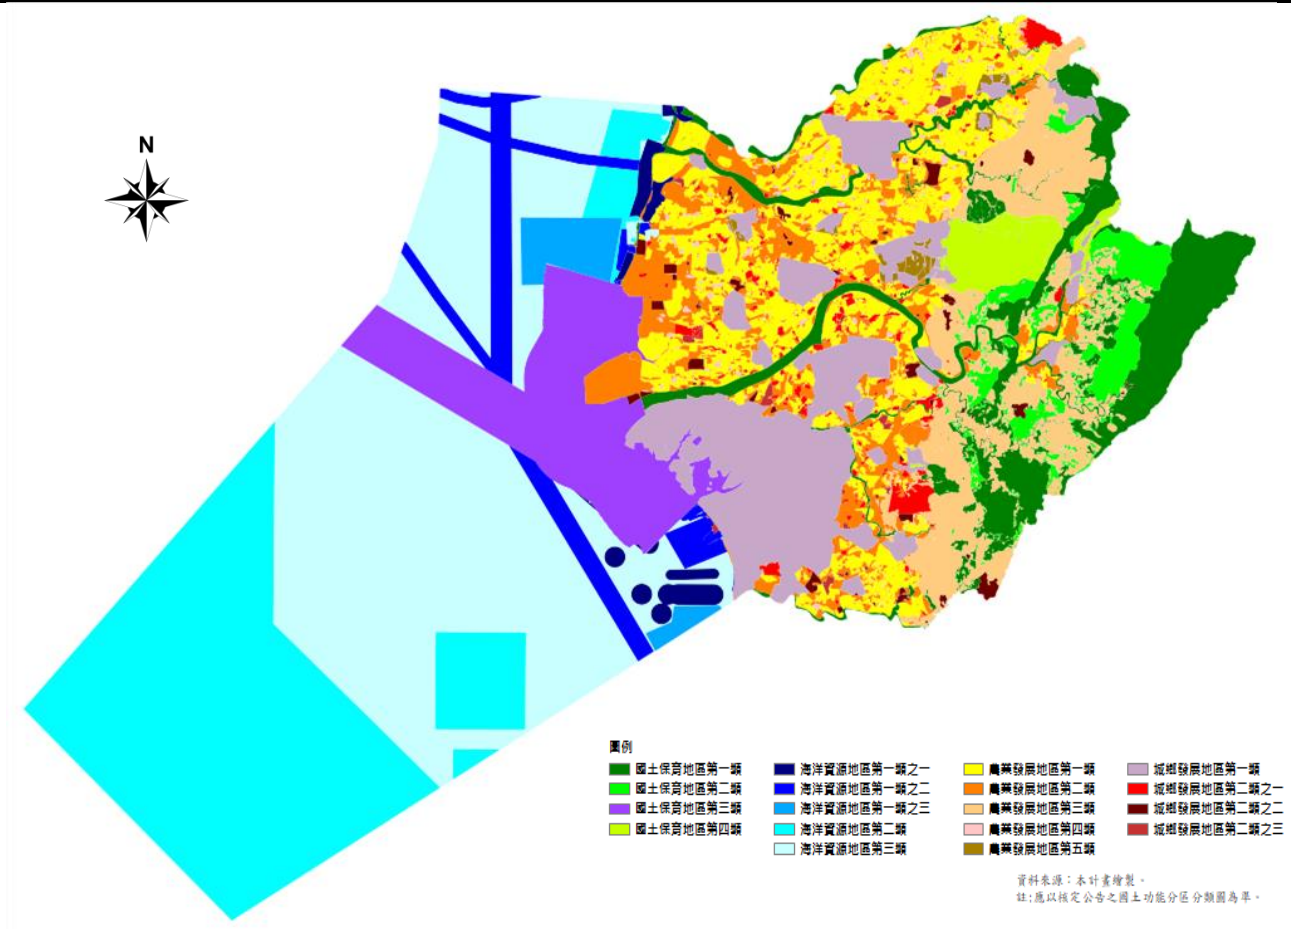 N
圖例
國土保育地區第一類
國土保育地區第二類
國土保育地區第三類
國土保育地區第四類
海洋資源地區第一類之一
海洋資源地區第一類之二
海洋資源地區第一類之三
海洋資源地區第二類
海洋資源地區第三類
農業發展地區第一類
農業發展地區第二類
農業發展地區第三類
農業發展地區第四類
農業發展地區第五類
城鄉發展地區第一類
城鄉發展地區第二類之一
城鄉發展地區第二類之二
城鄉發展地區第二類之三
資料來源：本計畫繪製。
註:應以核定公告之國土功能分區分類圖為準。